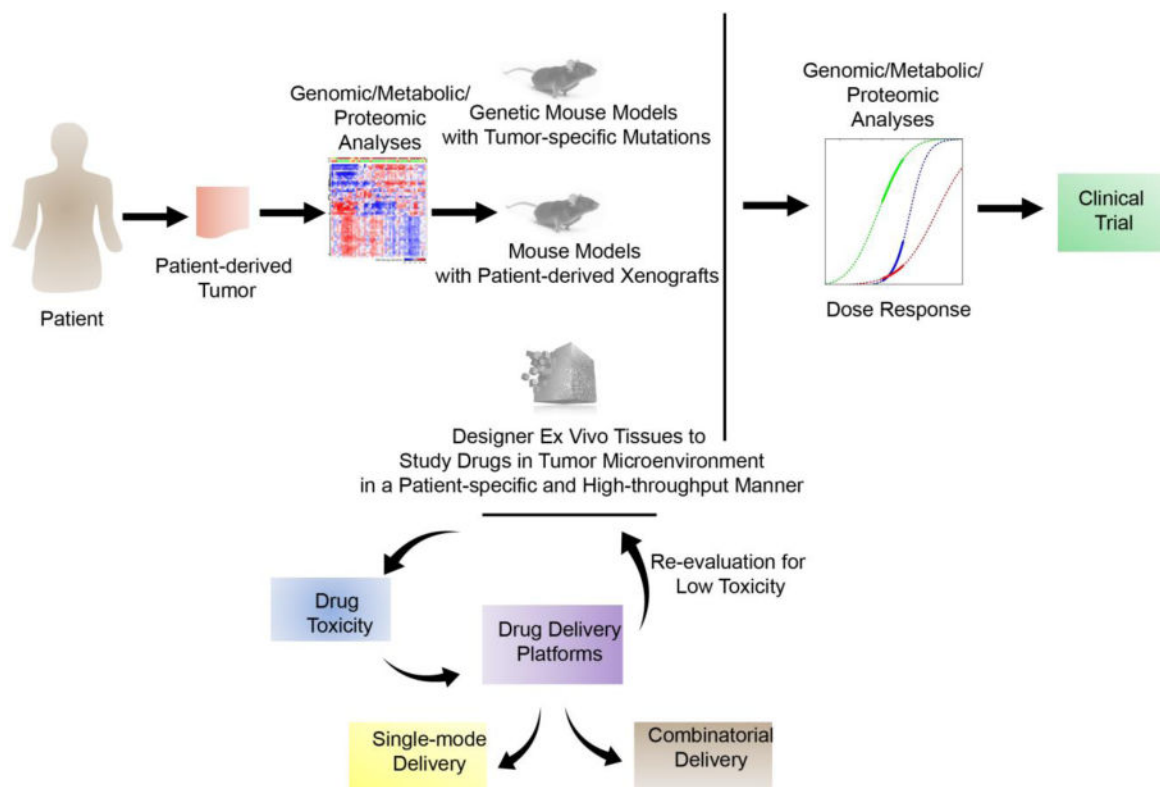 Patient
Patient-derived
Tumor
Genomic/Metabolic/
Proteomic
Analyses
Genetic Mouse Models
with Tumor-specific Mutations
Mouse Models
with Patient-derived Xenografts
Designer Ex Vivo Tissues to
Study Drugs in Tumor Microenvironment
in a Patient-specific and High-throughput Manner
Genomic/Metabolic/
Proteomic
Analyses
Dose Response
Clinical
Trial
Drug
Toxicity
Drug Delivery
Platforms
Re-evaluation for
Low Toxicity
Single-mode
Delivery
Combinatorial
Delivery